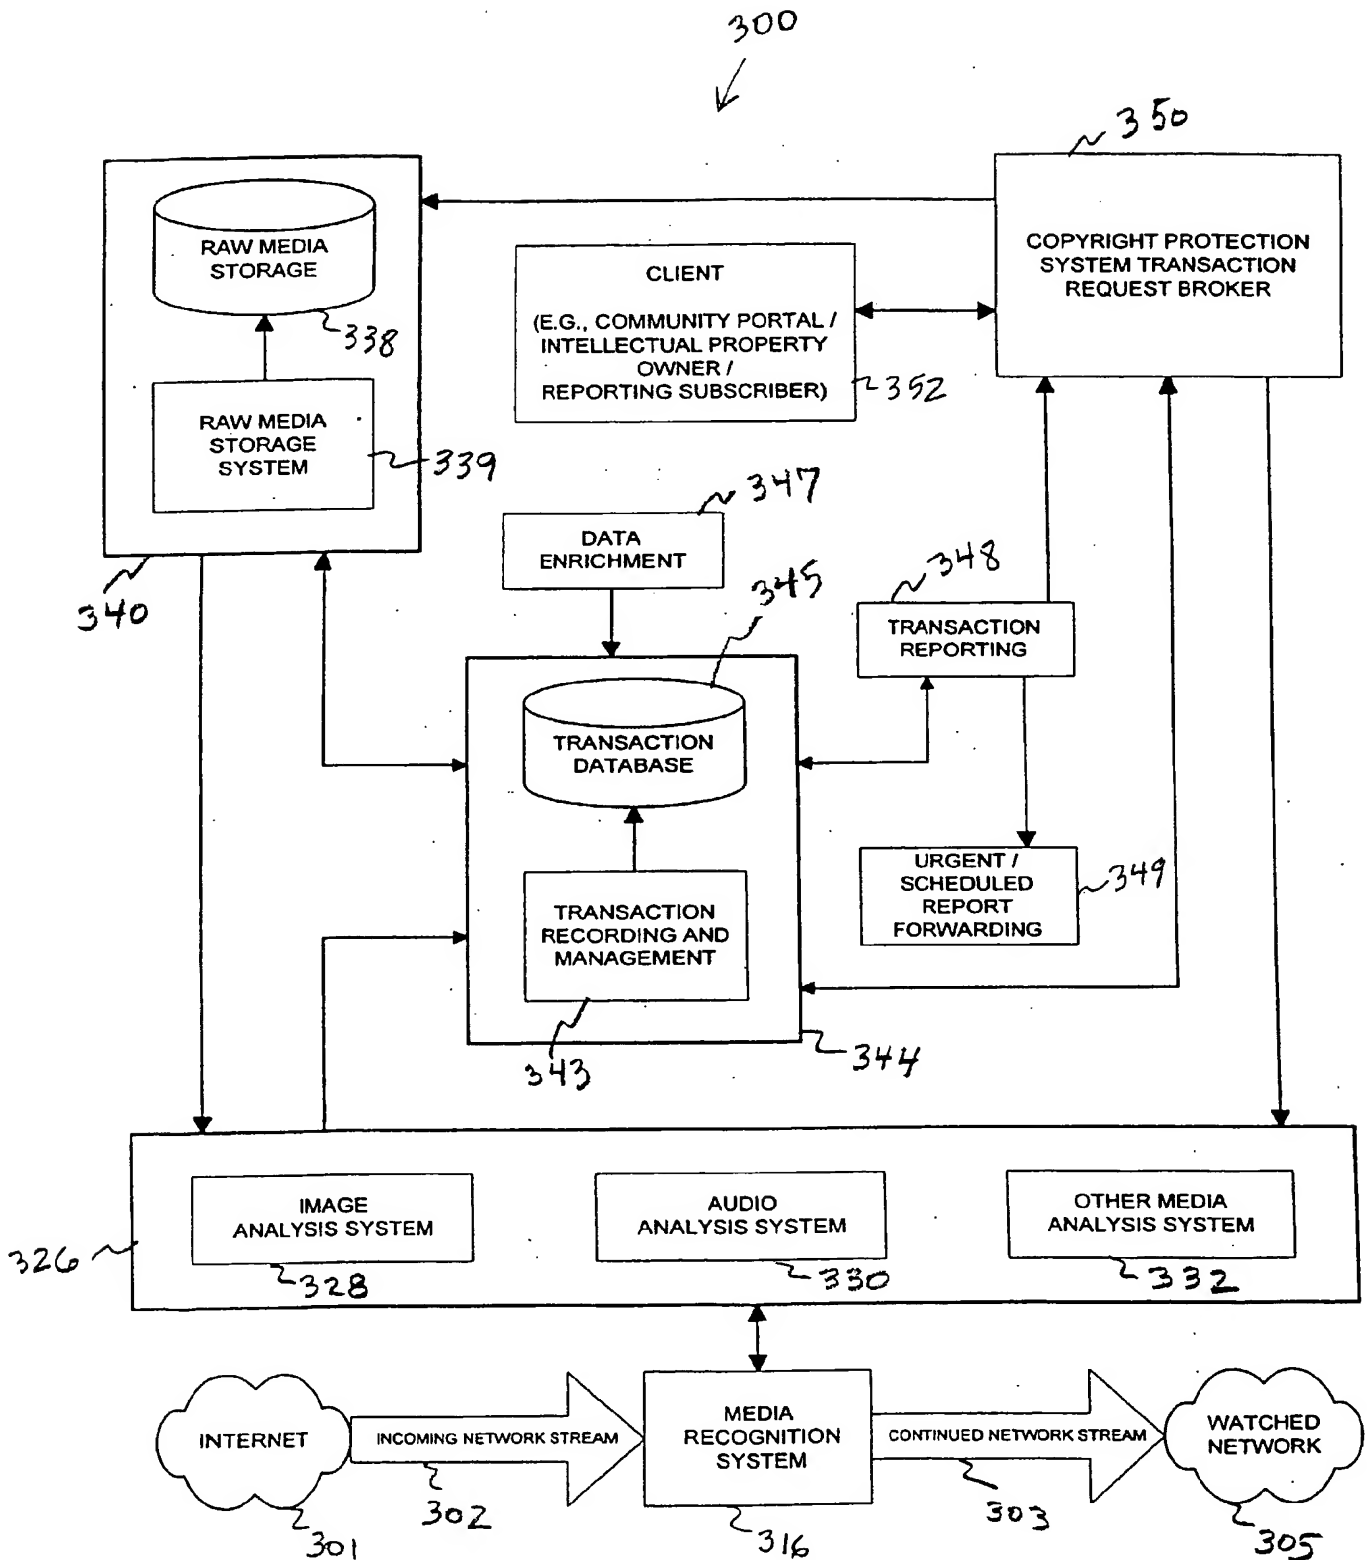 300
350
RAW MEDIA
STORAGE
338
RAW MEDIA
STORAGE
SYSTEM
339
340
CLIENT
(E.G., COMMUNITY PORTAL /
INTELLECTUAL PROPERTY
OWNER /
REPORTING SUBSCRIBER)
352
COPYRIGHT PROTECTION
SYSTEM TRANSACTION
REQUEST BROKER
347
DATA
ENRICHMENT
345
348
TRANSACTION
REPORTING
TRANSACTION
DATABASE
TRANSACTION
RECORDING AND
MANAGEMENT
343
344
URGENT /
SCHEDULED
REPORT
FORWARDING
349
326
IMAGE
ANALYSIS SYSTEM
328
AUDIO
ANALYSIS SYSTEM
330
OTHER MEDIA
ANALYSIS SYSTEM
332
INTERNET
301
INCOMING NETWORK STREAM
302
MEDIA
RECOGNITION
SYSTEM
316
CONTINUED NETWORK STREAM
303
WATCHED
NETWORK
305